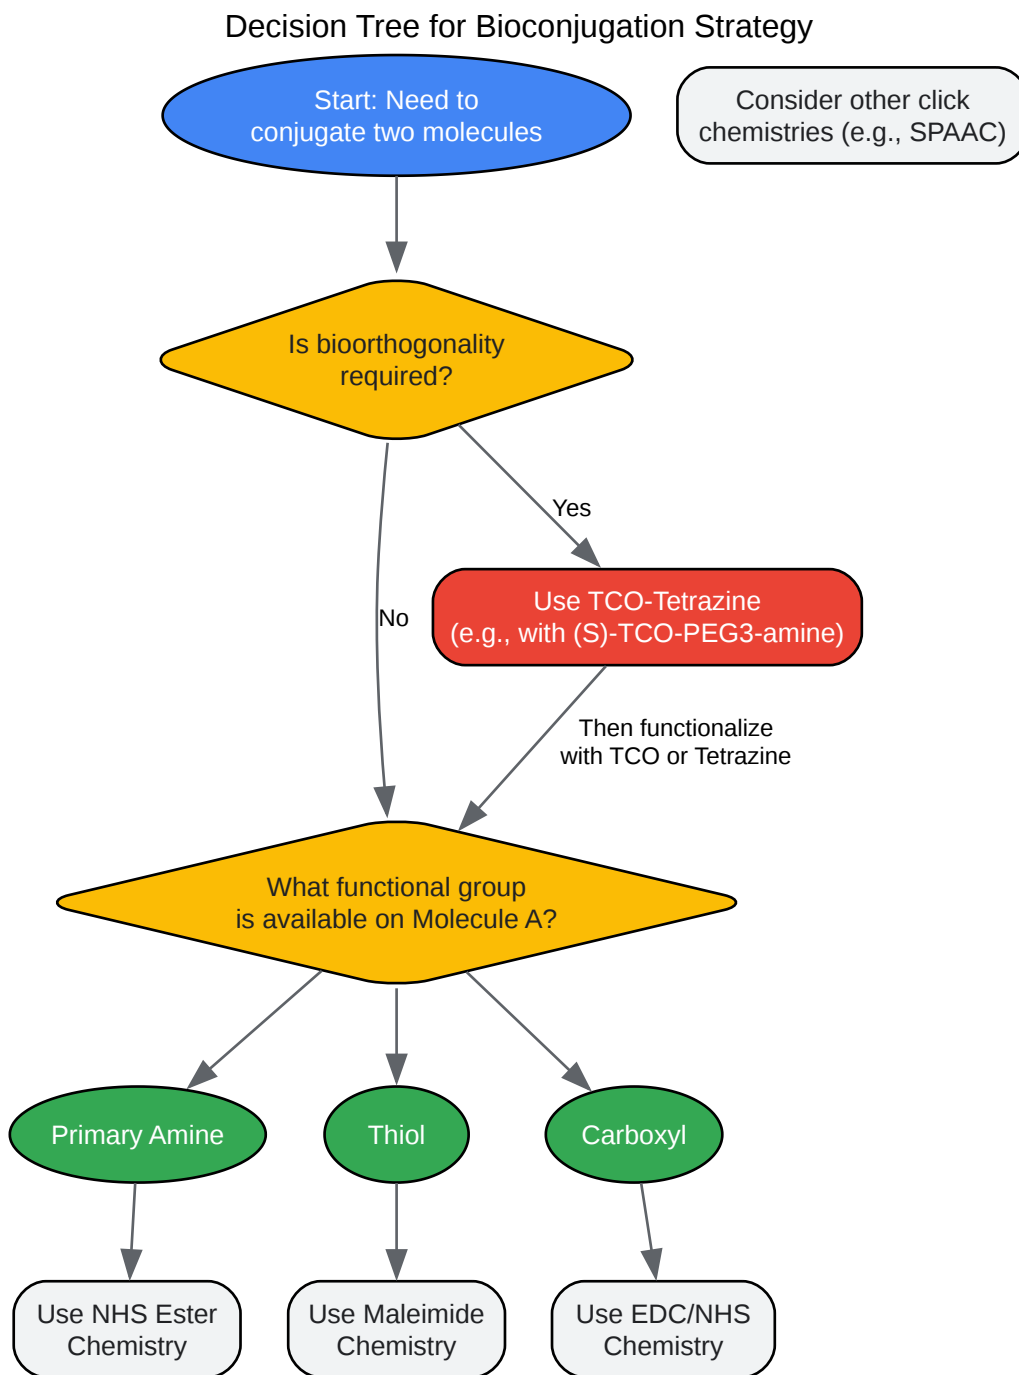 Decision Tree for Bioconjugation Strategy
Start: Need to
conjugate two molecules
Consider other click
chemistries (e.g., SPAAC)
Is bioorthogonality
required?
Yes
No
Use TCO-Tetrazine
(e.g., with (S)-TCO-PEG3-amine)
Then functionalize
with TCO or Tetrazine
What functional group
is available on Molecule A?
Primary Amine
Thiol
Carboxyl
Use NHS Ester
Chemistry
Use Maleimide
Chemistry
Use EDC/NHS
Chemistry